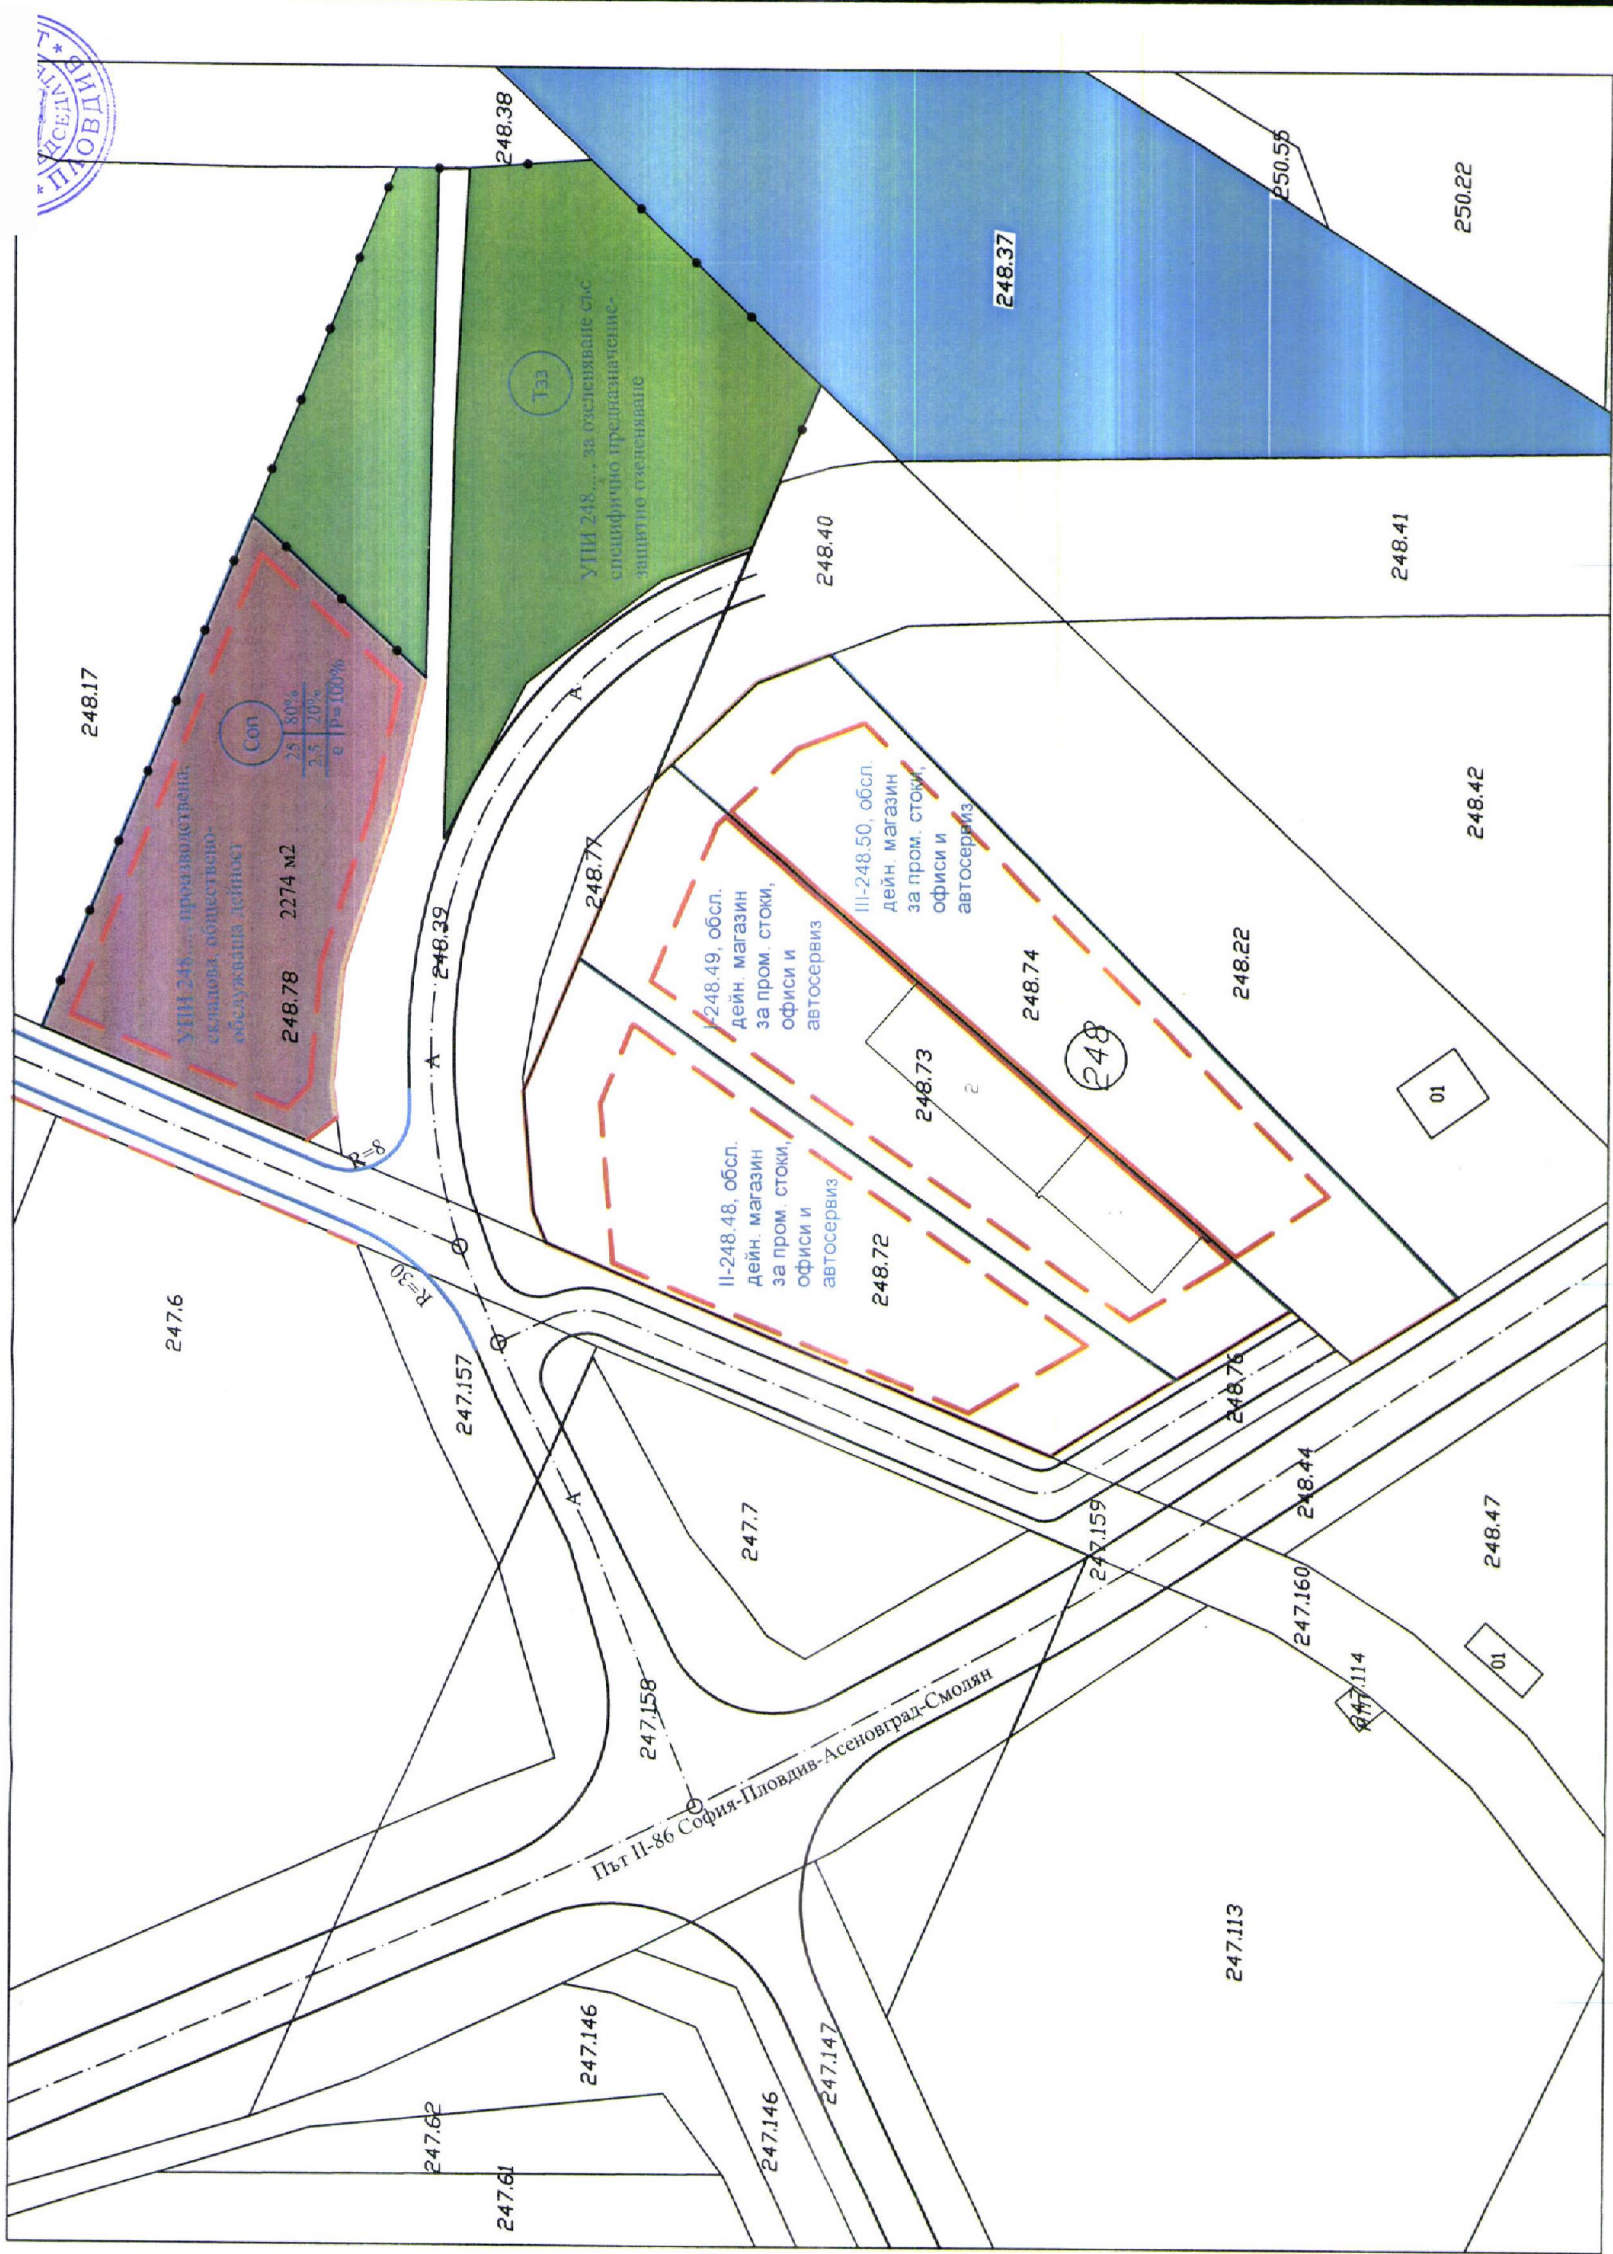 ПЛОВДИВ
248.38
250.55
250.22
248.37
Тзз
УПИ 248...., за озеленяване със
специфично предназначение-
защитно озеленяване
248.17
Соп
2,5 80%
2,5 20%
е Р=100%
УПИ 248...., производствена,
складова, обществено-
обслужваща дейност
248.78 2274 м2
248.40
248.41
248.42
А
248.77
248.39
А
I-248.49, обсл.
дейн. магазин
за пром. стоки,
офиси и
автосервиз
III-248.50, обсл.
дейн. магазин
за пром. стоки,
офиси и
автосервиз
248.74
248.22
248.73
2
248
01
II-248.48, обсл.
дейн. магазин
за пром. стоки,
офиси и
автосервиз
248.72
R=8
R=30
247.6
247.157
А
248.76
248.44
248.47
247.7
247.159
247.160
247.114
01
247.158
Път II-86 София-Пловдив-Асеновград-Смолян
247.113
247.146
247.147
247.146
247.62
247.61